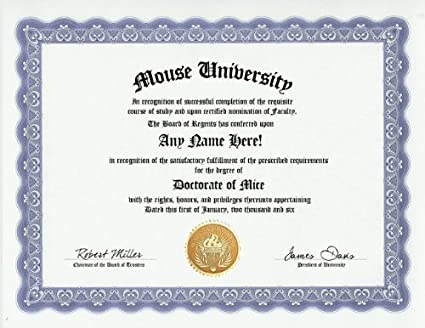 Mouse University
In recognition of successful completion of the requisite
course of study and upon certified nomination of Faculty.
The Board of Regents has conferred upon
Any Name Here!
in recognition of the satisfactory fulfillment of the prescribed requirements
for the degree of
Doctorate of Mice
with the rights, honors, and privileges thereunto appertaining
Dated this first of January, two thousand and six
Robert Miller
Chairman of the Board of Trustees
James Davis
President of University